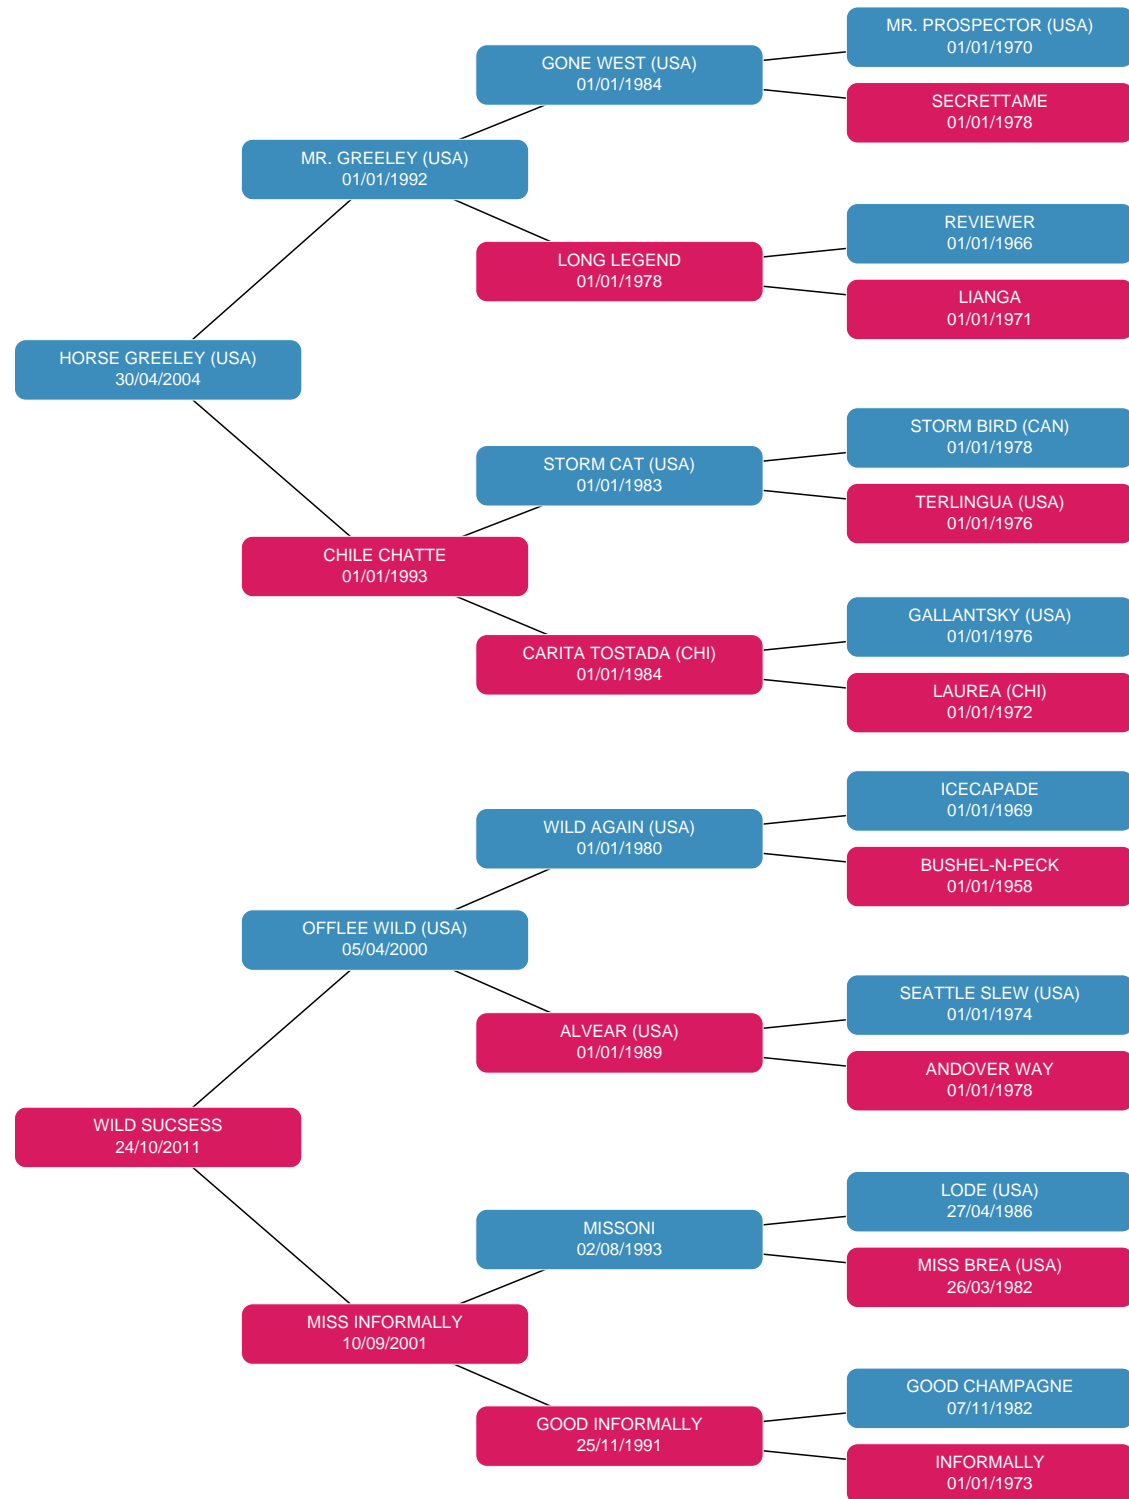 MR. PROSPECTOR (USA)
01/01/1970
GONE WEST (USA)
01/01/1984
SECRETTAME
01/01/1978
MR. GREELEY (USA)
01/01/1992
REVIEWER
01/01/1966
LONG LEGEND
01/01/1978
LIANGA
01/01/1971
HORSE GREELEY (USA)
30/04/2004
STORM BIRD (CAN)
01/01/1978
STORM CAT (USA)
01/01/1983
TERLINGUA (USA)
01/01/1976
CHILE CHATTE
01/01/1993
GALLANTSKY (USA)
01/01/1976
CARITA TOSTADA (CHI)
01/01/1984
LAUREA (CHI)
01/01/1972
ICECAPADE
01/01/1969
WILD AGAIN (USA)
01/01/1980
BUSHEL-N-PECK
01/01/1958
OFFLEE WILD (USA)
05/04/2000
SEATTLE SLEW (USA)
01/01/1974
ALVEAR (USA)
01/01/1989
ANDOVER WAY
01/01/1978
WILD SUCSESS
24/10/2011
LODE (USA)
27/04/1986
MISSONI
02/08/1993
MISS BREA (USA)
26/03/1982
MISS INFORMALLY
10/09/2001
GOOD CHAMPAGNE
07/11/1982
GOOD INFORMALLY
25/11/1991
INFORMALLY
01/01/1973